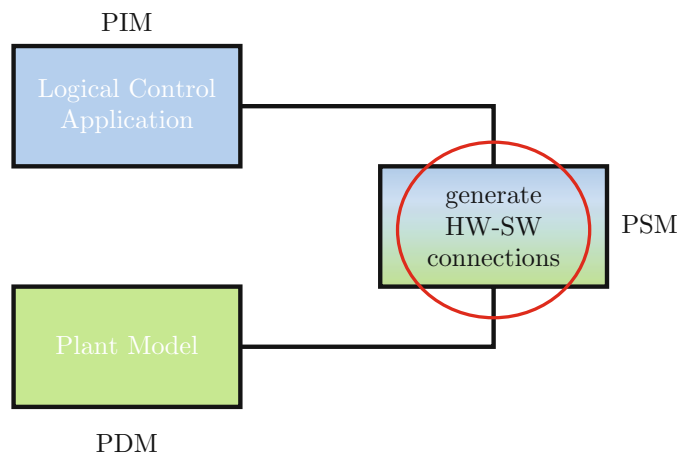 PIM
Logical Control
Application
generate
HW-SW
connections
PSM
Plant Model
PDM